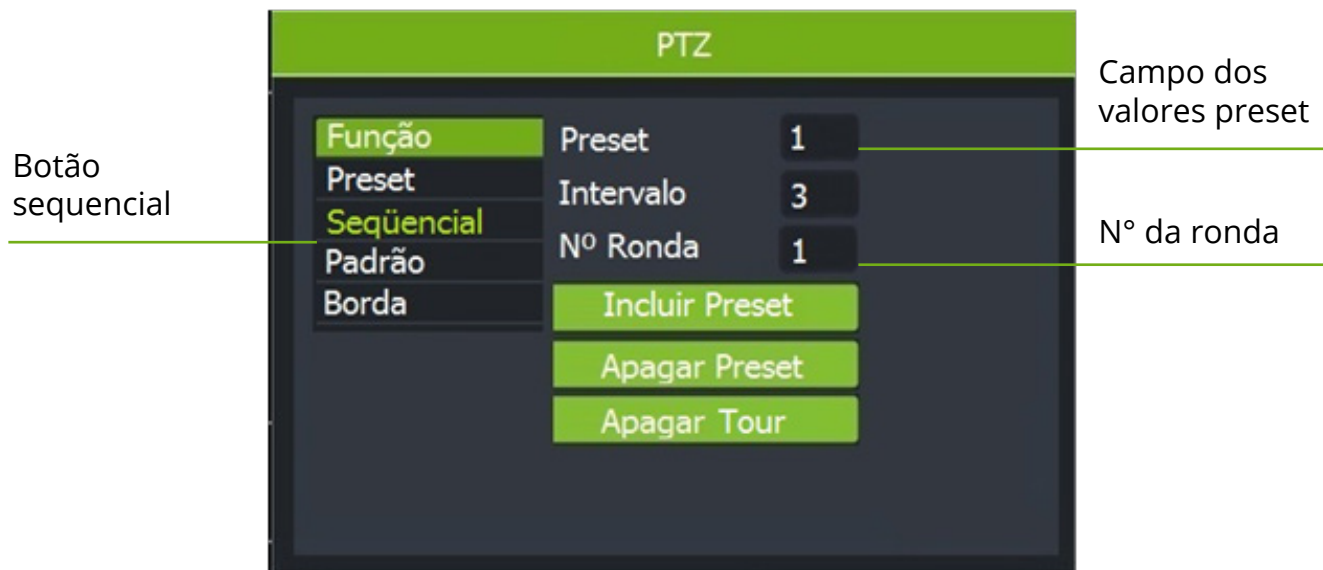 PTZ
Botão
sequencial
Função
Preset
Seqüencial
Padrão
Borda
Preset 1
Intervalo 3
Nº Ronda 1
Incluir Preset
Apagar Preset
Apagar Tour
Campo dos
valores preset
N° da ronda